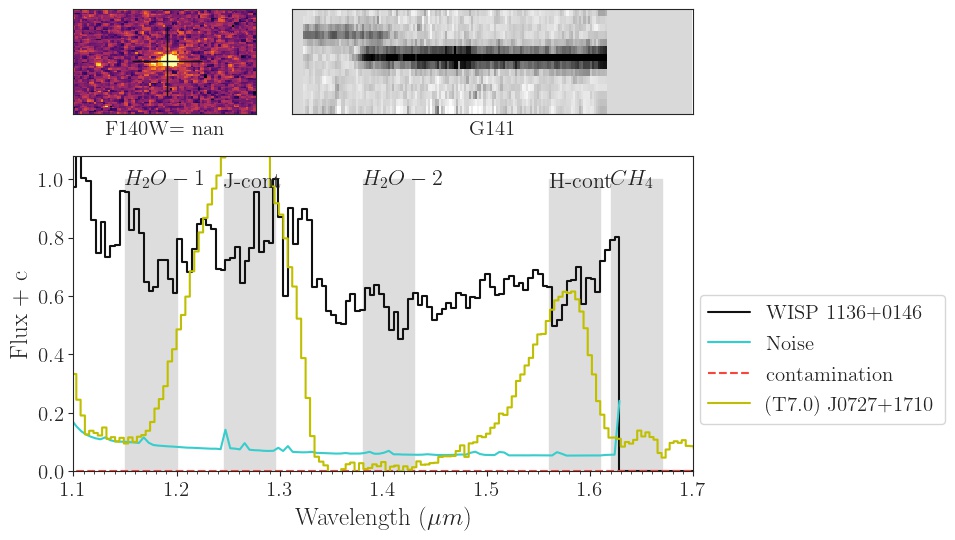 F140W= nan
G141
H₂O − 1
J-cont
H₂O − 2
H-cont
CH₄
1.0
0.8
0.6
0.4
0.2
0.0
Flux + c
1.1
1.2
1.3
1.4
1.5
1.6
1.7
Wavelength (μm)
WISP 1136+0146
Noise
contamination
(T7.0) J0727+1710